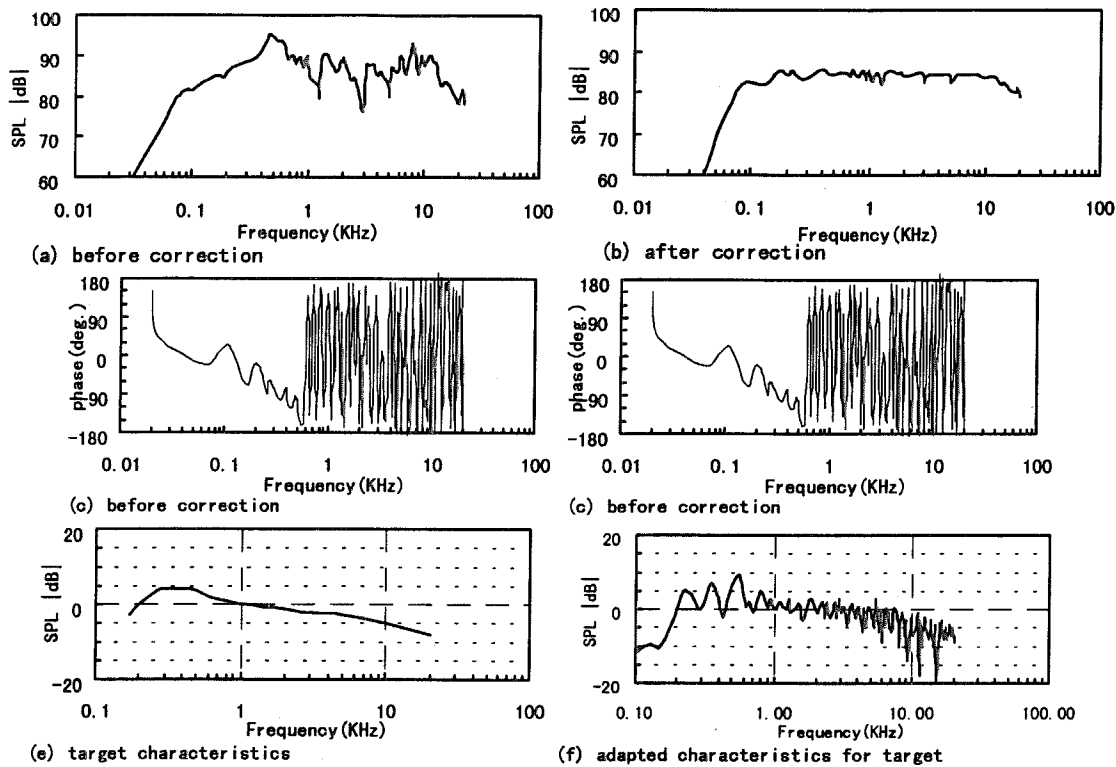 100
90
80
70
60
SPL |dB|
0.01 0.1 1 10 100
Frequency(KHz)
(a) before correction
100
90
80
70
60
SPL |dB|
0.01 0.1 1 10 100
Frequency(KHz)
(b) after correction
180
90
0
-90
-180
phase(deg.)
0.01 0.1 1 10 100
Frequency(KHz)
(c) before correction
180
90
0
-90
-180
phase(deg.)
0.01 0.1 1 10 100
Frequency(KHz)
(c) before correction
20
0
-20
SPL |dB|
0.1 1 10 100
Frequency(KHz)
(e) target characteristics
20
0
-20
SPL |dB|
0.10 1.00 10.00 100.00
Frequency(KHz)
(f) adapted characteristics for target